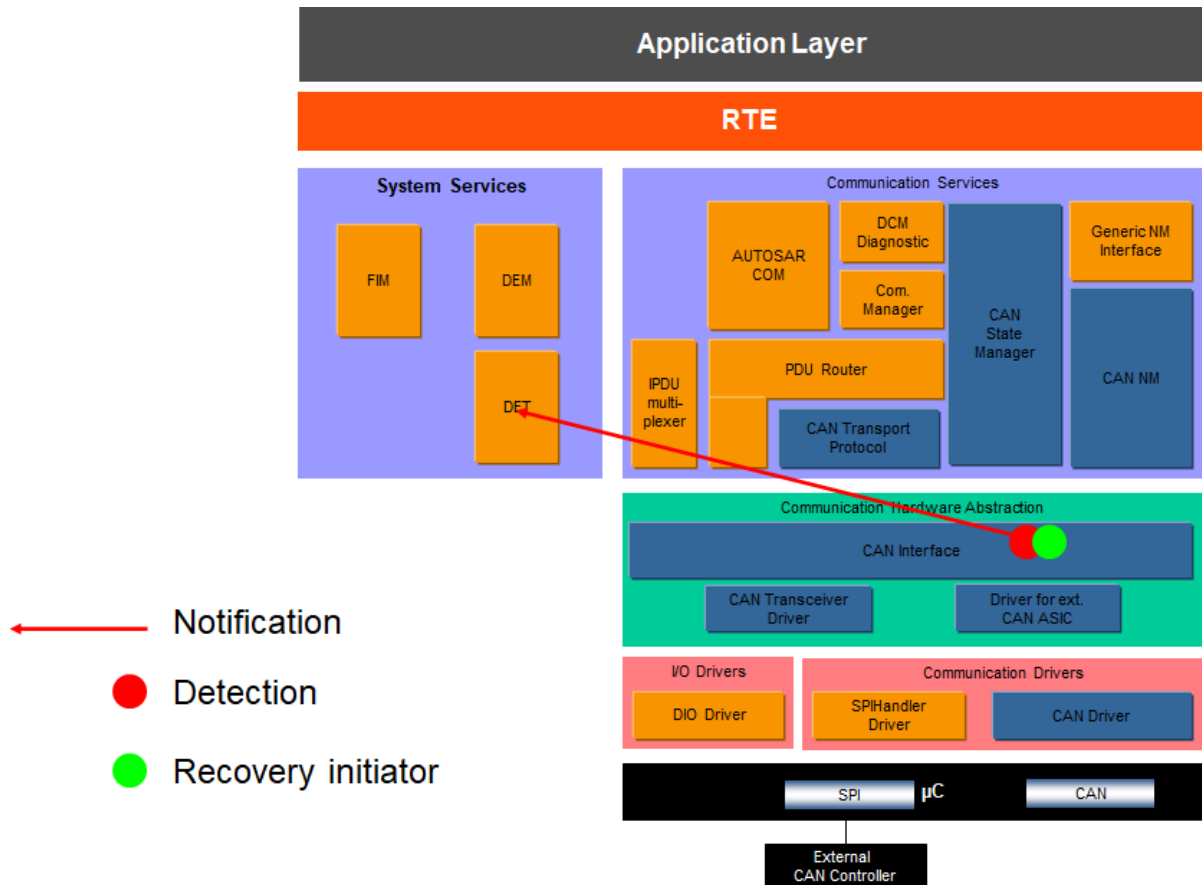 Application Layer
RTE
System Services
FIM
DEM
DET
Communication Services
AUTOSAR
COM
DCM
Diagnostic
Com.
Manager
CAN
State
Manager
Generic NM
Interface
CAN NM
IPDU
multi-
plexer
PDU Router
CAN Transport
Protocol
Communication Hardware Abstraction
CAN Interface
CAN Transceiver
Driver
Driver for ext.
CAN ASIC
I/O Drivers
DIO Driver
Communication Drivers
SPIHandler
Driver
CAN Driver
SPI
µC
CAN
External
CAN Controller
Notification
Detection
Recovery initiator